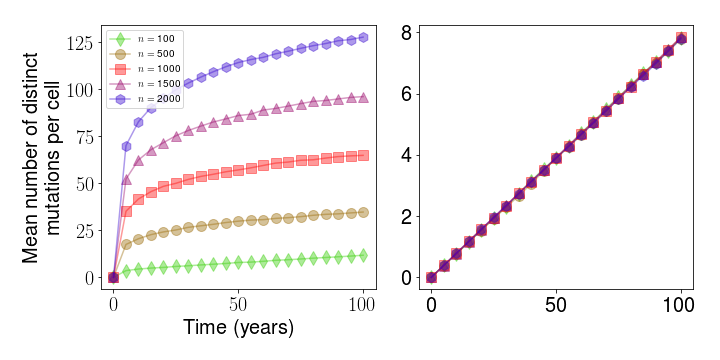 Mean number of distinct
mutations per cell
125
100
75
50
25
0
n = 100
n = 500
n = 1000
n = 1500
n = 2000
0 50 100
Time (years)
8
6
4
2
0
0 50 100